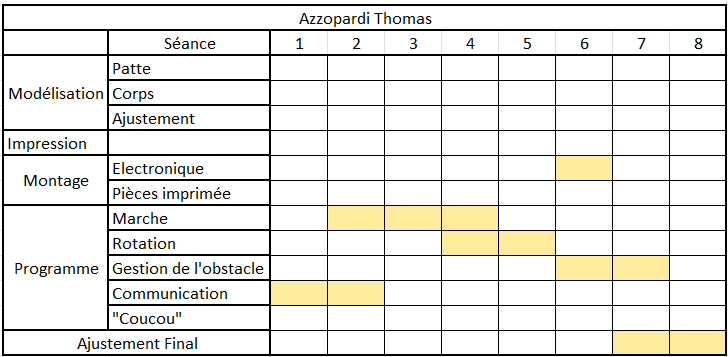 Azzopardi Thomas
Séance 1 2 3 4 5 6 7 8
Modélisation Patte
Corps
Ajustement
Impression
Montage Electronique
Pièces imprimée
Programme Marche
Rotation
Gestion de l'obstacle
Communication
"Coucou"
Ajustement Final